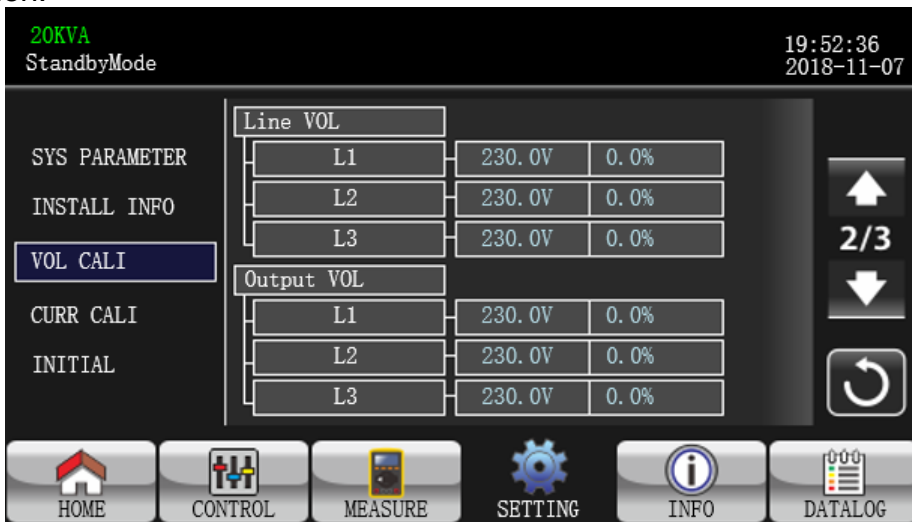 20KVA
StandbyMode
19:52:36
2018-11-07
SYS PARAMETER
INSTALL INFO
VOL CALI
CURR CALI
INITIAL
Line VOL
L1 230.0V 0.0%
L2 230.0V 0.0%
L3 230.0V 0.0%
Output VOL
L1 230.0V 0.0%
L2 230.0V 0.0%
L3 230.0V 0.0%
2/3
HOME
CONTROL
MEASURE
SETTING
INFO
DATALOG